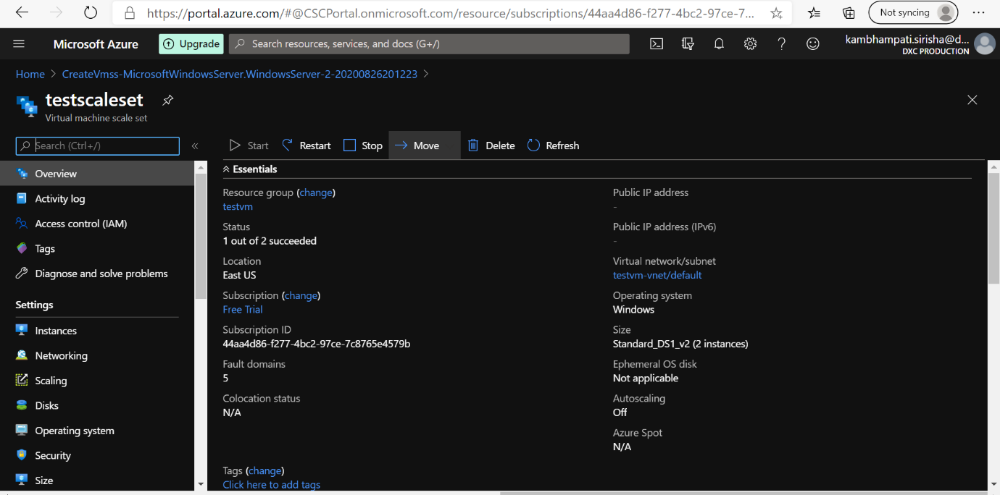 https://portal.azure.com/#@CSCPortal.onmicrosoft.com/resource/subscriptions/44aa4d86-f277-4bc2-97ce-7...
Not syncing
Microsoft Azure
Upgrade
Search resources, services, and docs (G+/)
kambhampati.sirisha@d...
DXC PRODUCTION
Home > CreateVmss-MicrosoftWindowsServer.WindowsServer-2-20200826201223 >
testscaleset
Virtual machine scale set
Search (Ctrl+/)
«
Start
Restart
Stop
Move
Delete
Refresh
Overview
Activity log
Access control (IAM)
Tags
Diagnose and solve problems
Settings
Instances
Networking
Scaling
Disks
Operating system
Security
Size
Essentials
Resource group (change)
testvm
Status
1 out of 2 succeeded
Location
East US
Subscription (change)
Free Trial
Subscription ID
44aa4d86-f277-4bc2-97ce-7c8765e4579b
Fault domains
5
Colocation status
N/A
Public IP address
-
Public IP address (IPv6)
-
Virtual network/subnet
testvm-vnet/default
Operating system
Windows
Size
Standard_DS1_v2 (2 instances)
Ephemeral OS disk
Not applicable
Autoscaling
Off
Azure Spot
N/A
Tags (change)
Click here to add tags